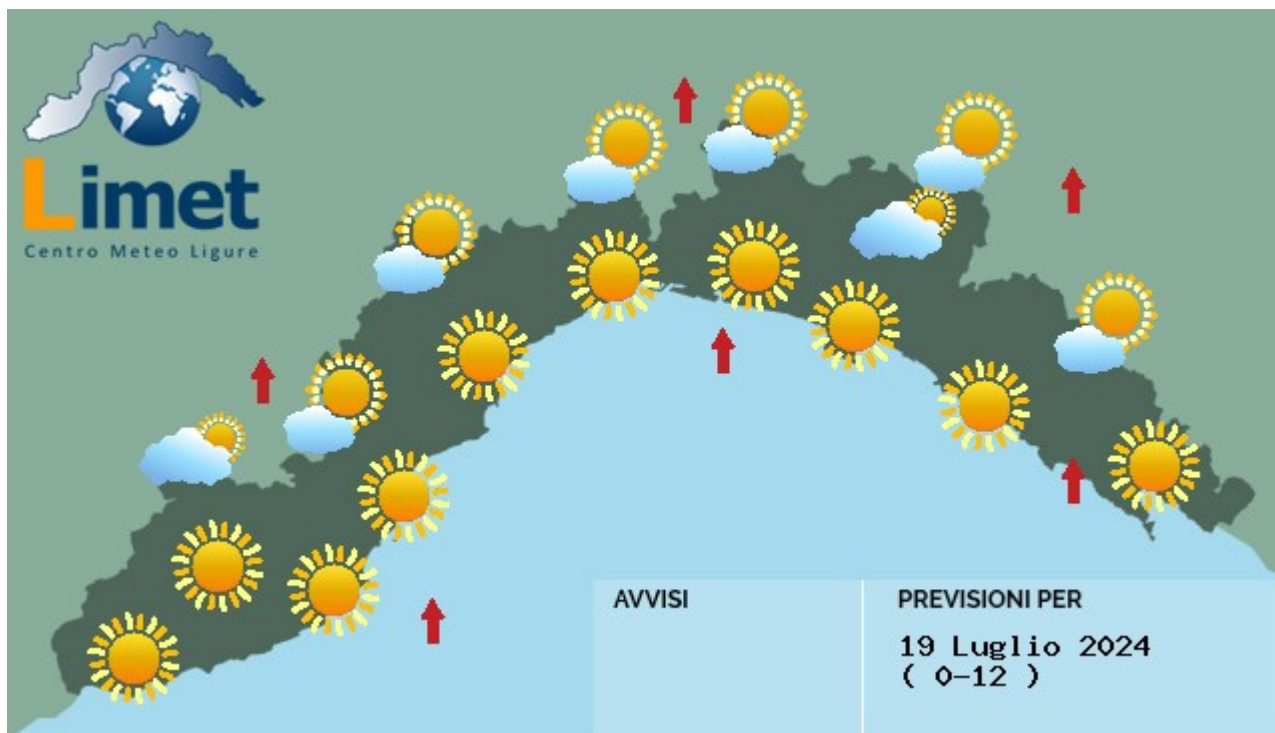 Limet
Centro Meteo Ligure
AVVISI
PREVISIONI PER
19 Luglio 2024
( 0-12 )